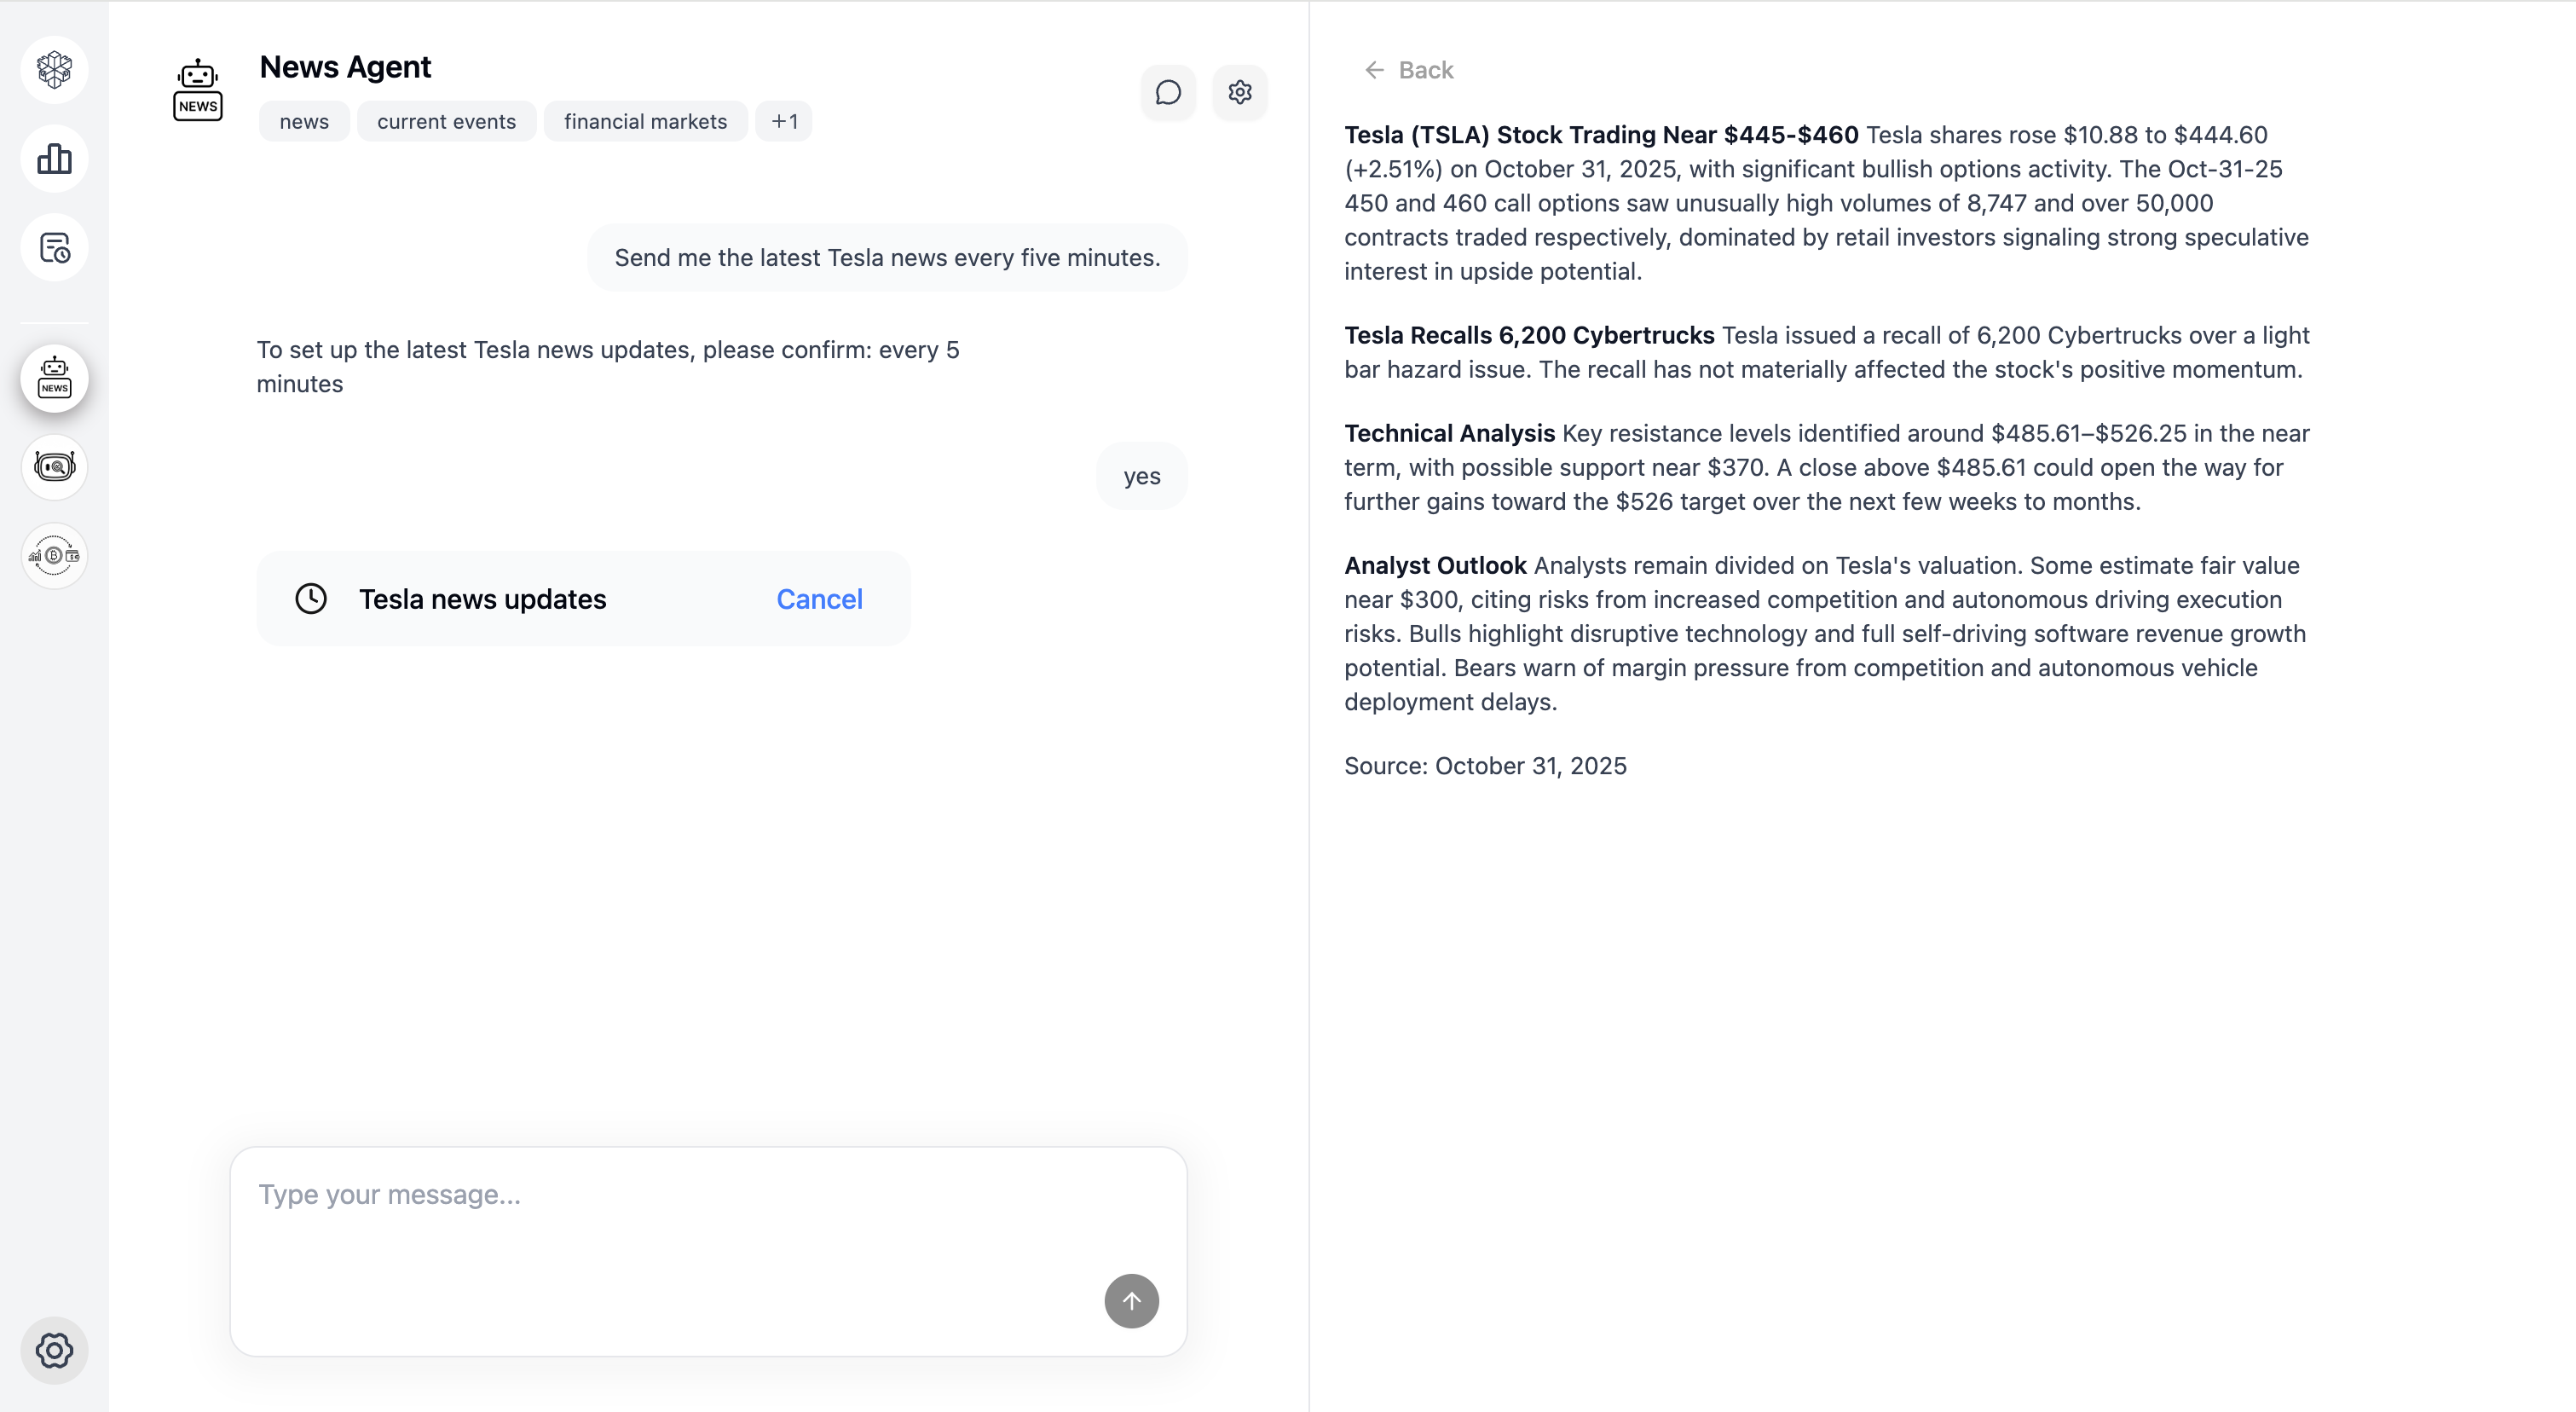 NEWS
NEWS
News Agent
news
current events
financial markets
+1
Send me the latest Tesla news every five minutes.
To set up the latest Tesla news updates, please confirm: every 5
minutes
yes
Tesla news updates
Cancel
Type your message...
Back
Tesla (TSLA) Stock Trading Near $445-$460 Tesla shares rose $10.88 to $444.60
(+2.51%) on October 31, 2025, with significant bullish options activity. The Oct-31-25
450 and 460 call options saw unusually high volumes of 8,747 and over 50,000
contracts traded respectively, dominated by retail investors signaling strong speculative
interest in upside potential.
Tesla Recalls 6,200 Cybertrucks Tesla issued a recall of 6,200 Cybertrucks over a light
bar hazard issue. The recall has not materially affected the stock's positive momentum.
Technical Analysis Key resistance levels identified around $485.61–$526.25 in the near
term, with possible support near $370. A close above $485.61 could open the way for
further gains toward the $526 target over the next few weeks to months.
Analyst Outlook Analysts remain divided on Tesla's valuation. Some estimate fair value
near $300, citing risks from increased competition and autonomous driving execution
risks. Bulls highlight disruptive technology and full self-driving software revenue growth
potential. Bears warn of margin pressure from competition and autonomous vehicle
deployment delays.
Source: October 31, 2025